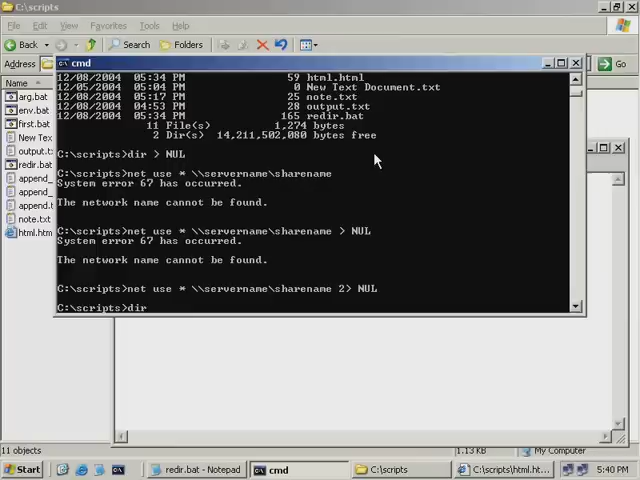 C:\scripts
File Edit View Favorites Tools Help
Back Search Folders
Address Go
Name
arg.bat
env.bat
first.bat
New Tex
output.tx
redir.bat
append_
append_
append.t
note.txt
html.htm
cmd
12/08/2004 05:34 PM 59 html.html
12/08/2004 05:05 PM 0 New Text Document.txt
12/08/2004 05:17 PM 25 note.txt
12/08/2004 04:53 PM 28 output.txt
12/08/2004 05:34 PM 165 redir.bat
11 File(s) 1,274 bytes
2 Dir(s) 14,211,502,080 bytes free
C:\scripts>dir > NUL
C:\scripts>net use * \\servername\sharename
System error 67 has occurred.
The network name cannot be found.
C:\scripts>net use * \\servername\sharename > NUL
System error 67 has occurred.
The network name cannot be found.
C:\scripts>net use * \\servername\sharename 2> NUL
C:\scripts>dir
11 objects 1.13 KB My Computer
Start redir.bat - Notepad cmd C:\scripts C:\scripts\html.ht... 5:40 PM